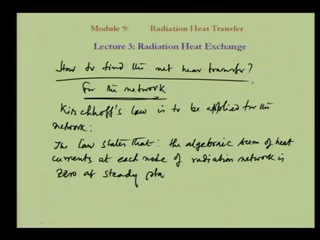 Module 9: Radiation Heat Transfer
Lecture 3: Radiation Heat Exchange
How to find the net hear transfer?
For the network
Kirchhoff's law is to be applied for the
network:
The law states that: the algebraic sum of heat
currents at each node of radiation network is
zero at steady sta